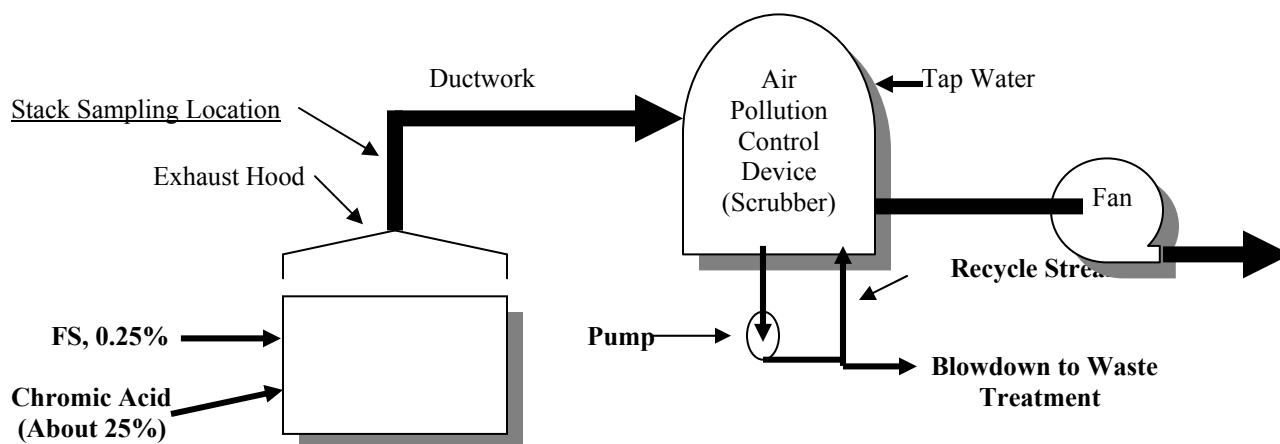 Ductwork
Stack Sampling Location
Exhaust Hood
Air
Pollution
Control
Device
(Scrubber)
Tap Water
Fan
Recycle
FS, 0.25%
Pump
Chromic Acid
(About 25%)
Blowdown to Waste
Treatment